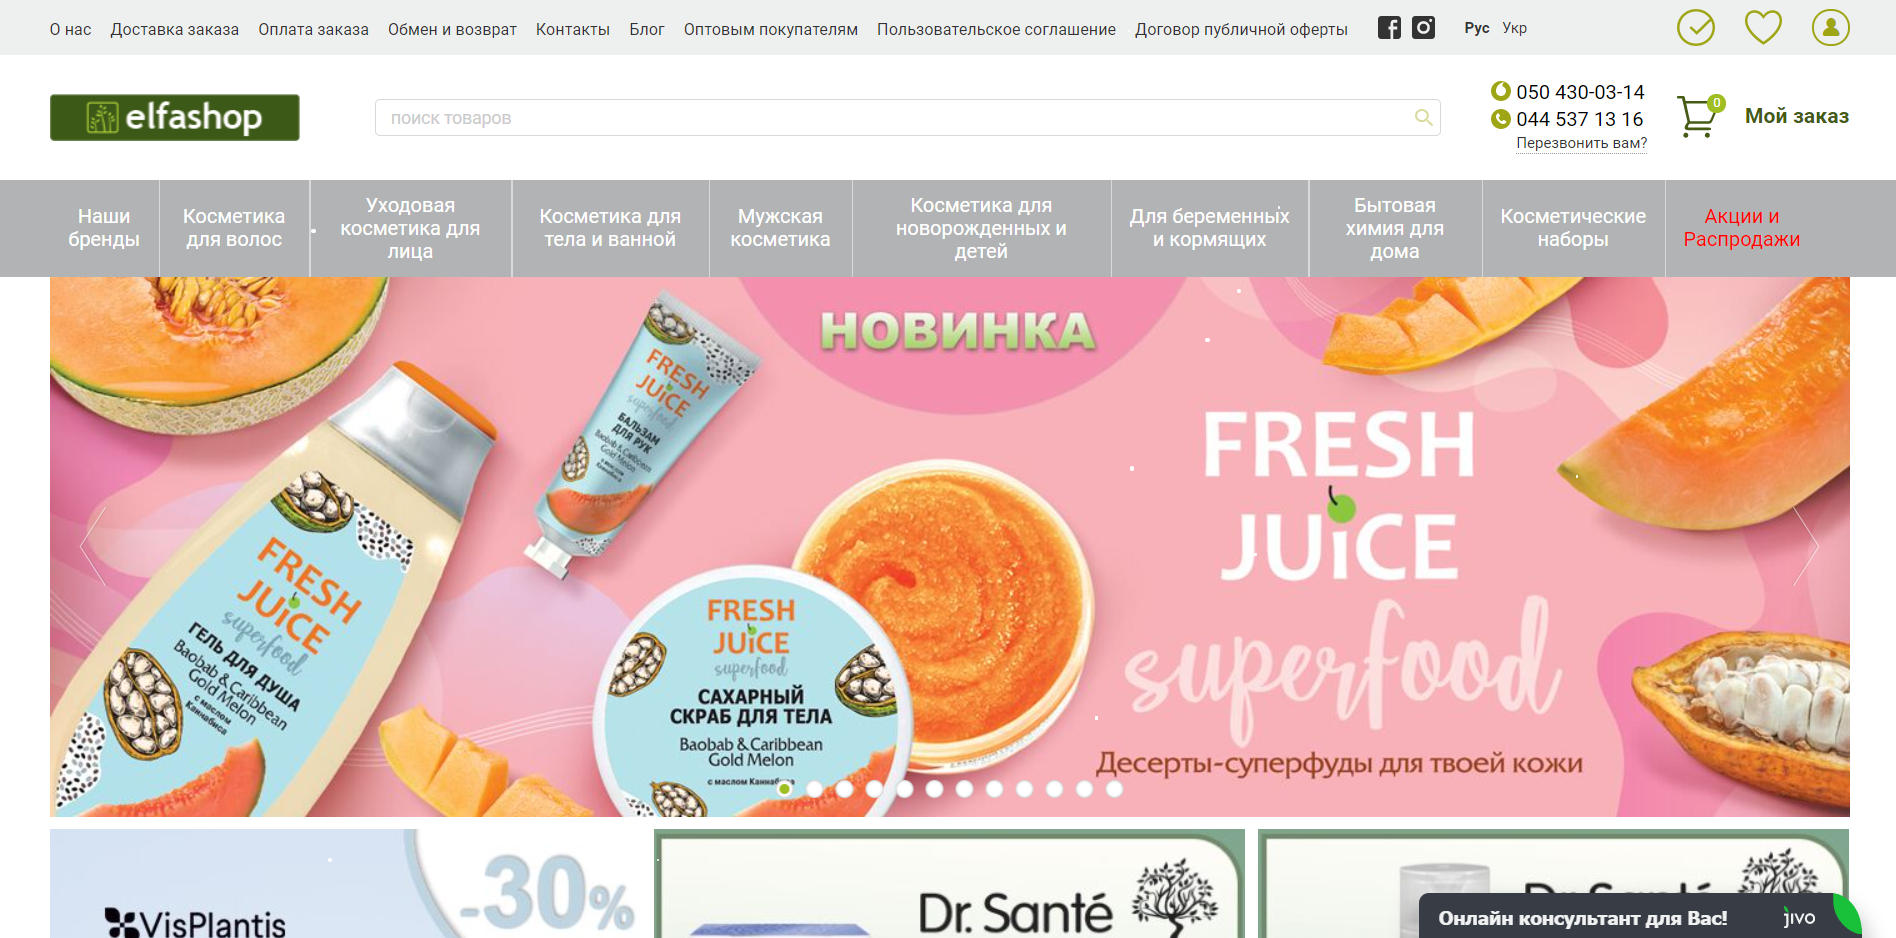 О нас Доставка заказа Оплата заказа Обмен и возврат Контакты Блог Оптовым покупателям Пользовательское соглашение Договор публичной оферты Рус Укр
elfashop
поиск товаров
050 430-03-14
044 537 13 16
Перезвонить вам?
0
Мой заказ
Наши
бренды
Косметика
для волос
Уходовая
косметика для
лица
Косметика для
тела и ванной
Мужская
косметика
Косметика для
новорожденных и
детей
Для беременных
и кормящих
Бытовая
химия для
дома
Косметические
наборы
Акции и
Распродажи
НОВИНКА
FRESH
JUiCE
superfood
БАЛЬЗАМ
ДЛЯ РУК
Baobab & Caribbean
Gold Melon
с маслом
Каннабиса
FRESH
JUiCE
superfood
ГЕЛЬ ДЛЯ ДУША
Baobab & Caribbean
Gold Melon
с маслом
Каннабиса
FRESH
JUiCE
superfood
САХАРНЫЙ
СКРАБ ДЛЯ ТЕЛА
Baobab & Caribbean
Gold Melon
с маслом Каннабиса
FRESH
JUiCE
superfood
Десерты-суперфуды для твоей кожи
-30%
VisPlantis
Dr. Santé
Dr. Santé
Онлайн консультант для Вас!
jivo